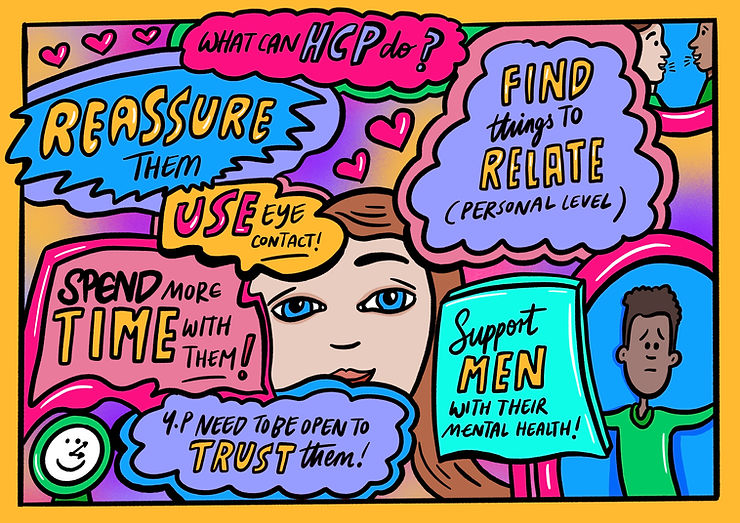 WHAT CAN HCP do?
REASSURE
THEM
FIND
things TO
RELATE
(PERSONAL LEVEL)
USE EYE
CONTACT!
SPEND MORE
TIME WITH
THEM!
Support
MEN
WITH THEIR
MENTAL HEALTH!
Y.P NEED TO BE OPEN TO
TRUST them!